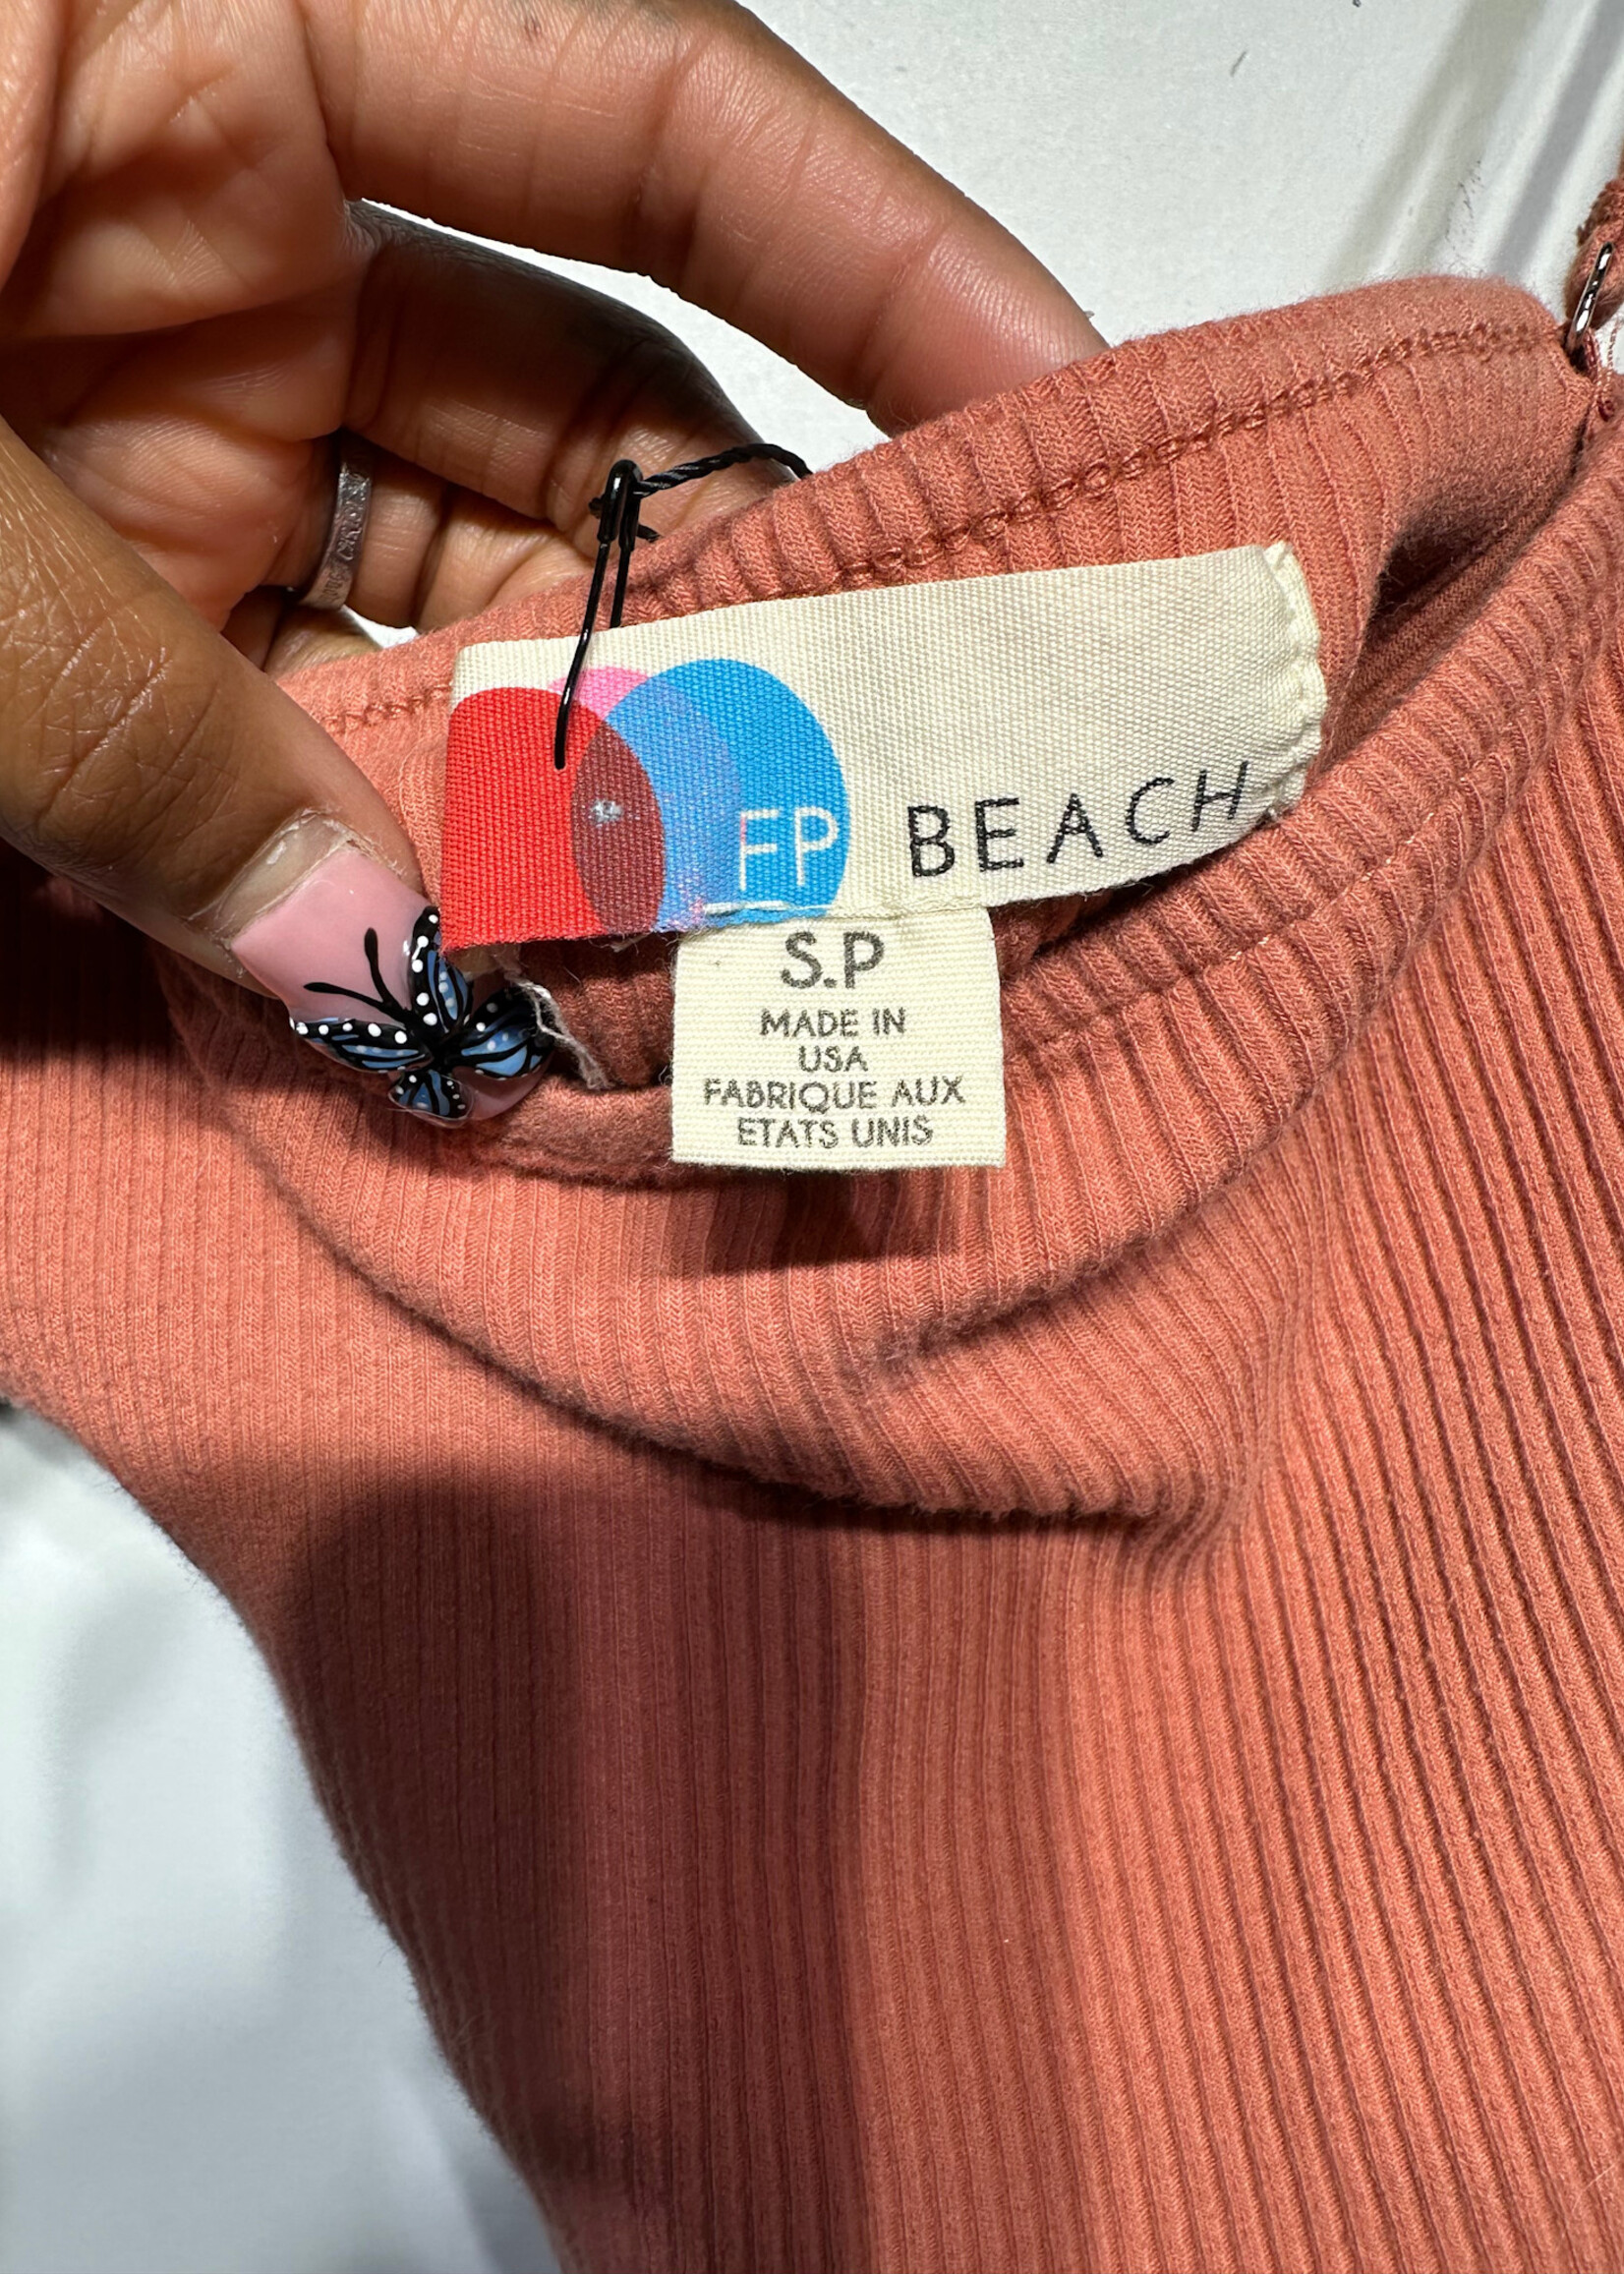 FP BEACH
S.P
MADE IN
USA
FABRIQUE AUX
ETATS UNIS